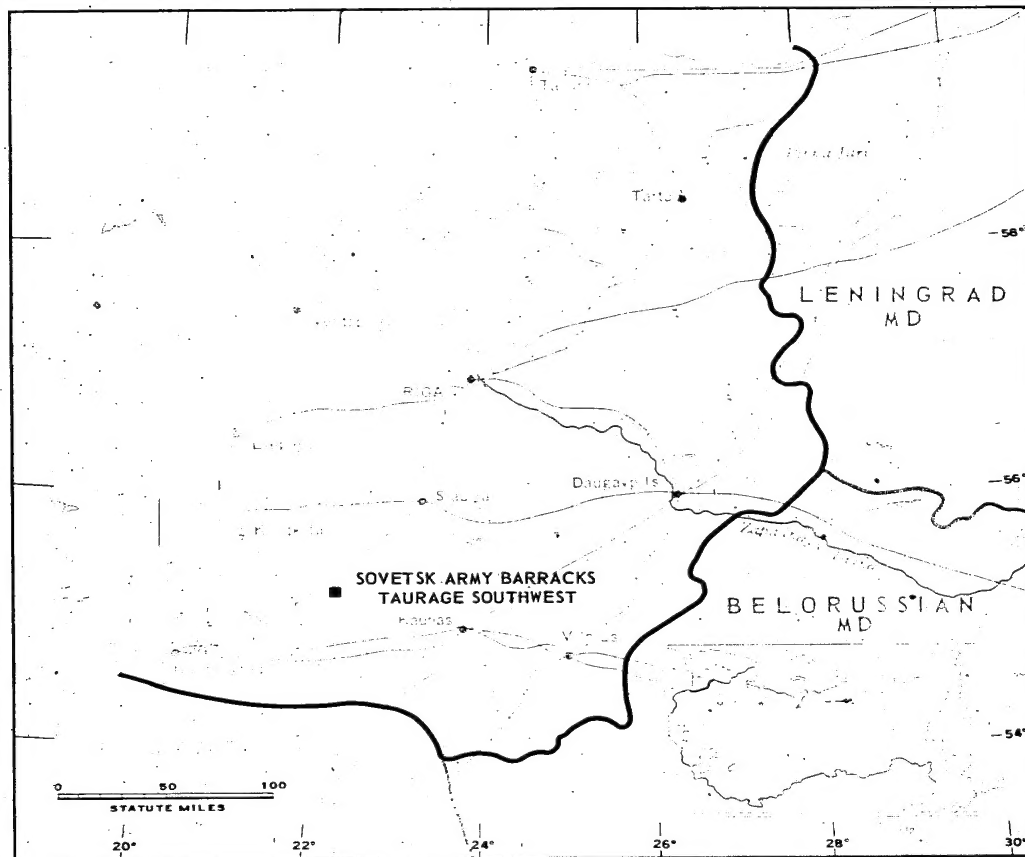 Tartu
58°
LENINGRAD
MD
RIGA
Daugavpils
56°
SOVETSK ARMY BARRACKS
TAURAGE SOUTHWEST
BELORUSSIAN
MD
Kaunas
54°
0 50 100
STATUTE MILES
20° 22° 24° 26° 28° 30°